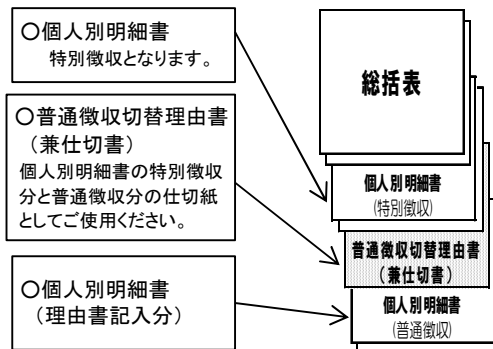 ○個人別明細書
特別徴収となります。
○普通徴収切替理由書
（兼仕切書）
個人別明細書の特別徴収
分と普通徴収分の仕切紙
としてご使用ください。
○個人別明細書
（理由書記入分）
総括表
個人別明細書
(特別徴収)
普通徴収切替理由書
（兼仕切書）
個人別明細書
(普通徴収)